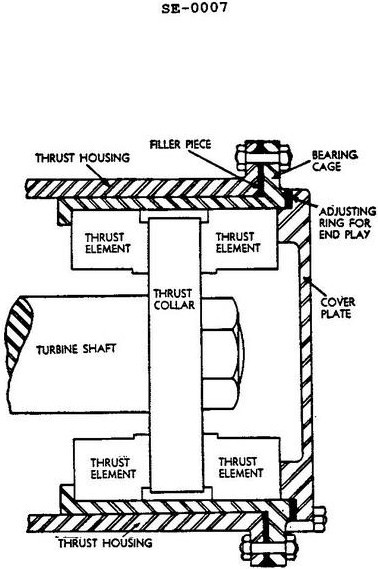 SE-0007
FILLER PIECE
THRUST HOUSING
BEARING
CAGE
ADJUSTING
RING FOR
END PLAY
THRUST
ELEMENT
THRUST
ELEMENT
THRUST
COLLAR
COVER
PLATE
TURBINE SHAFT
THRUST
ELEMENT
THRUST
ELEMENT
THRUST HOUSING